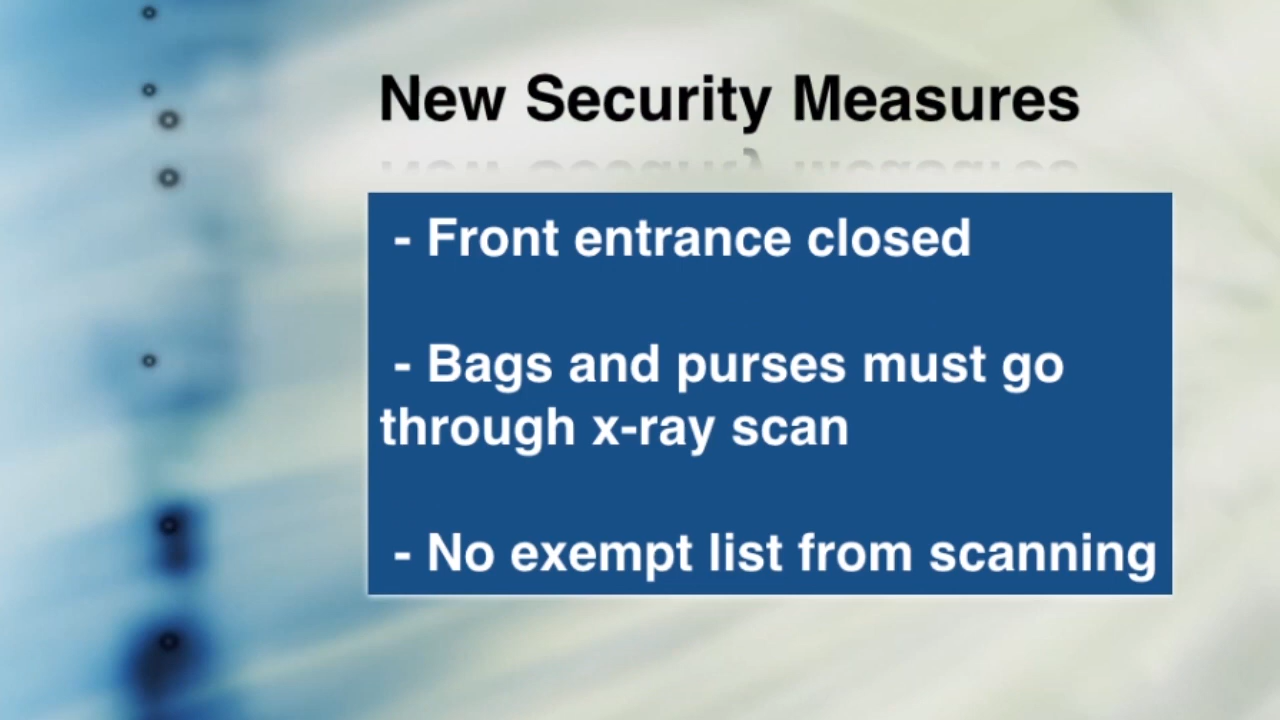 New Security Measures
- Front entrance closed
- Bags and purses must go
through x-ray scan
- No exempt list from scanning